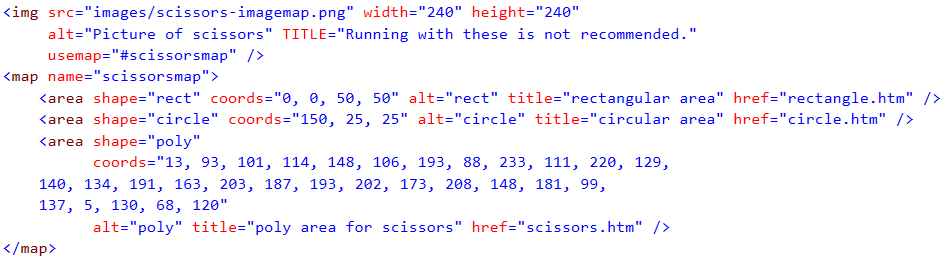 <img src="images/scissors-imagemap.png" width="240" height="240"
alt="Picture of scissors" TITLE="Running with these is not recommended."
usemap="#scissorsmap" />
<map name="scissorsmap">
<area shape="rect" coords="0, 0, 50, 50" alt="rect" title="rectangular area" href="rectangle.htm" />
<area shape="circle" coords="150, 25, 25" alt="circle" title="circular area" href="circle.htm" />
<area shape="poly"
coords="13, 93, 101, 114, 148, 106, 193, 88, 233, 111, 220, 129,
140, 134, 191, 163, 203, 187, 193, 202, 173, 208, 148, 181, 99,
137, 5, 130, 68, 120"
alt="poly" title="poly area for scissors" href="scissors.htm" />
</map>